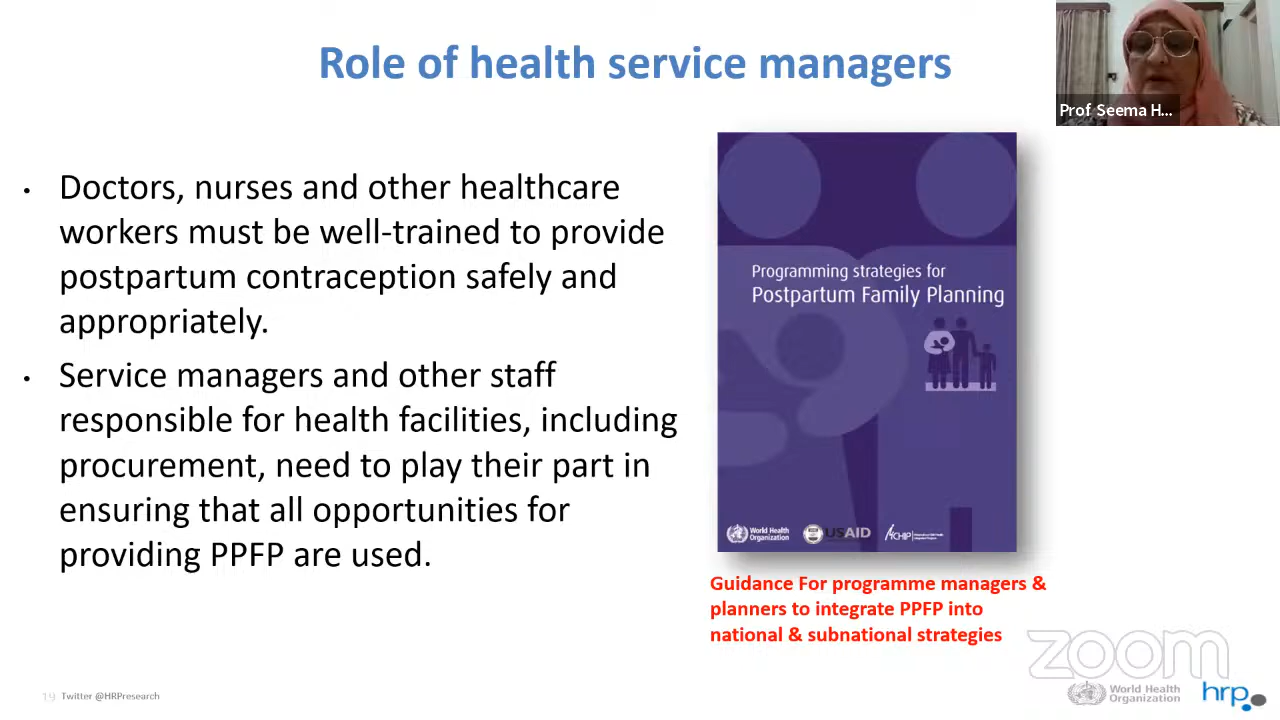 Role of health service managers
Prof Seema H...
• Doctors, nurses and other healthcare
workers must be well-trained to provide
postpartum contraception safely and
appropriately.
• Service managers and other staff
responsible for health facilities, including
procurement, need to play their part in
ensuring that all opportunities for
providing PPFP are used.
Programming strategies for
Postpartum Family Planning
World Health
Organization
USAID
MCHIP
Guidance For programme managers &
planners to integrate PPFP into
national & subnational strategies
zoom
19 Twitter @HRPresearch
World Health
Organization
hrp